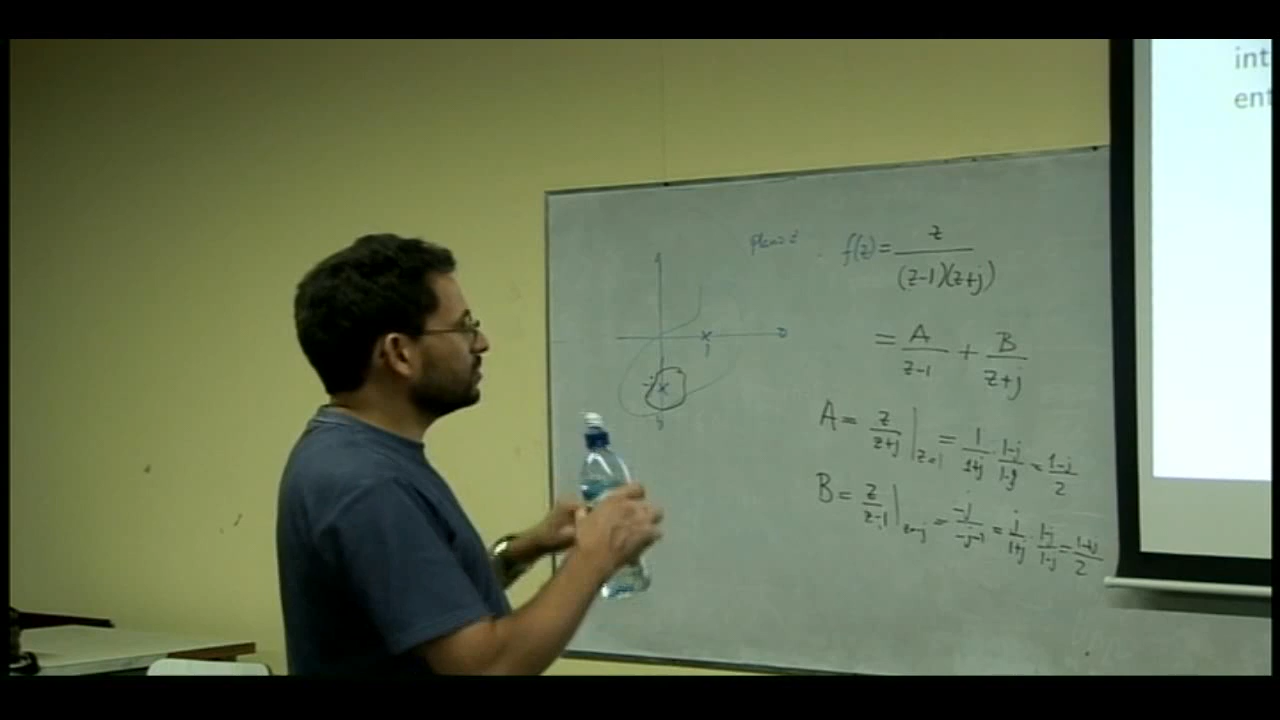 plano z
f(z) = z / (z-1)(z+j)
= A / z-1 + B / z+j
A = z / z+j | z=1 = 1 / 1+j · 1-j / 1-j = 1-j / 2
B = z / z-1 | z=-j = -j / -j-1 = j / 1+j · 1-j / 1-j = 1+j / 2
1
-j
int
ent